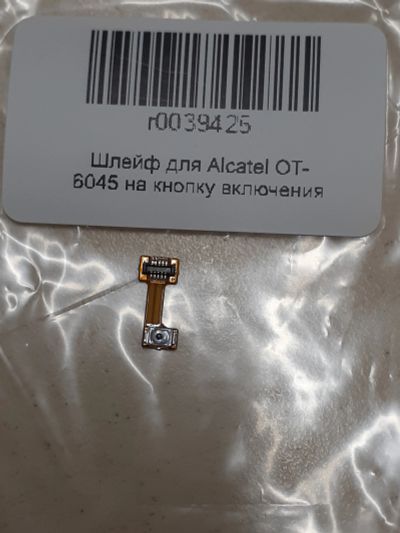 r0039425
Шлейф для Alcatel OT-
6045 на кнопку включения